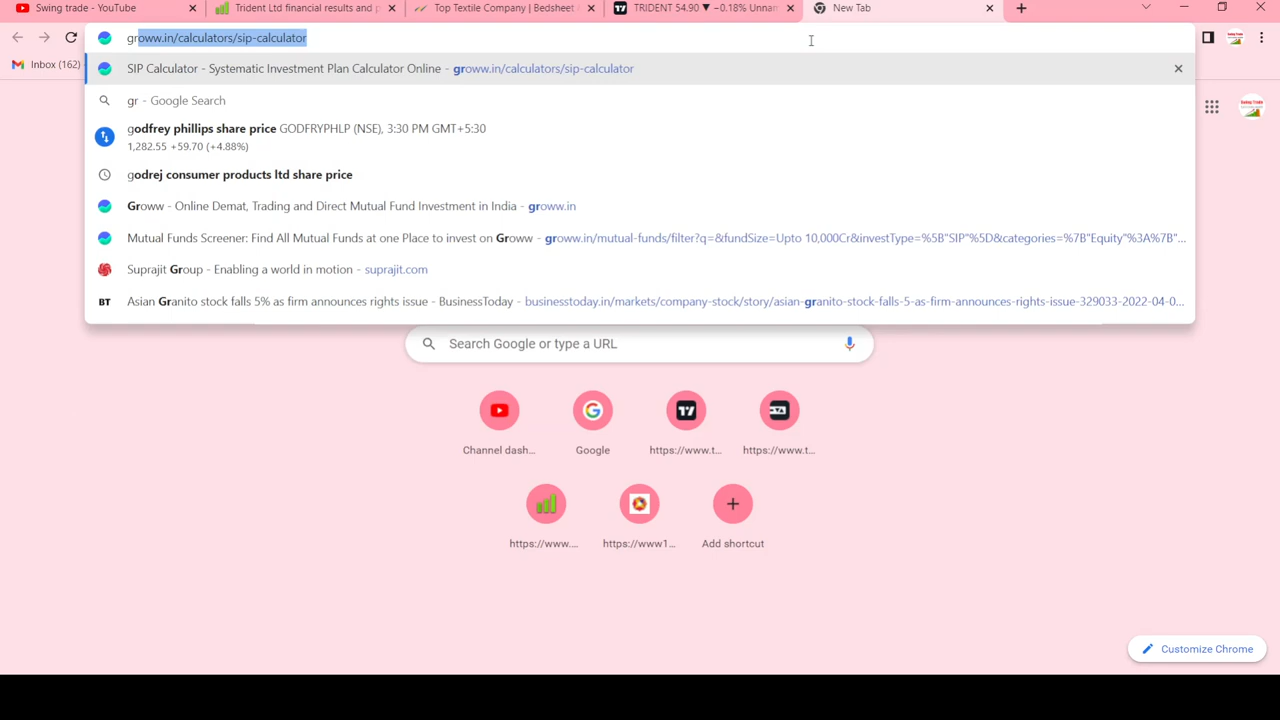 Swing trade - YouTube
Trident Ltd financial results and p
Top Textile Company | Bedsheet
TRIDENT 54.90 ▼ −0.18% Unnam
New Tab
groww.in/calculators/sip-calculator
Inbox (162)
SIP Calculator - Systematic Investment Plan Calculator Online - groww.in/calculators/sip-calculator
gr - Google Search
godfrey phillips share price GODFRYPHLP (NSE), 3:30 PM GMT+5:30
1,282.55 +59.70 (+4.88%)
godrej consumer products ltd share price
Groww - Online Demat, Trading and Direct Mutual Fund Investment in India - groww.in
Mutual Funds Screener: Find All Mutual Funds at one Place to invest on Groww - groww.in/mutual-funds/filter?q=&fundSize=Upto 10,000Cr&investType=%5B"SIP"%5D&categories=%7B"Equity"%3A%7B"...
Suprajit Group - Enabling a world in motion - suprajit.com
BT Asian Granito stock falls 5% as firm announces rights issue - BusinessToday - businesstoday.in/markets/company-stock/story/asian-granito-stock-falls-5-as-firm-announces-rights-issue-329033-2022-04-0...
Search Google or type a URL
Channel dash...
Google
https://www.t...
https://www.t...
https://www....
https://www1...
Add shortcut
Customize Chrome